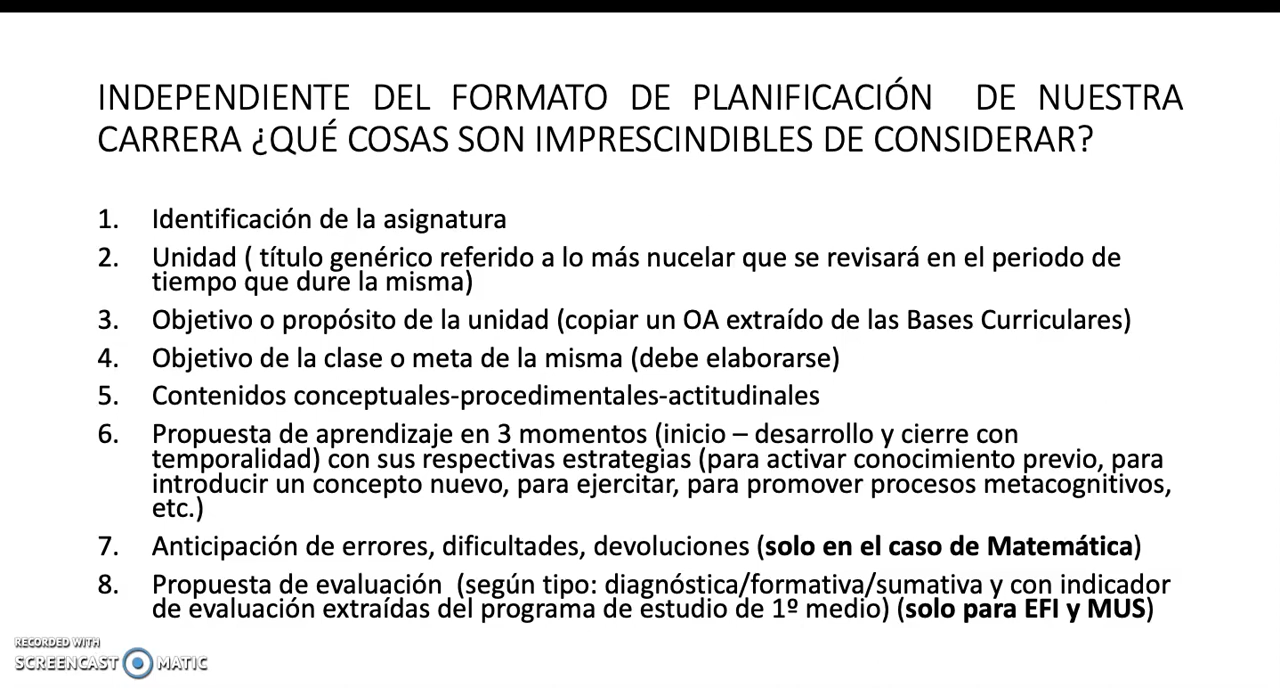 INDEPENDIENTE DEL FORMATO DE PLANIFICACIÓN DE NUESTRA
CARRERA ¿QUÉ COSAS SON IMPRESCINDIBLES DE CONSIDERAR?
1. Identificación de la asignatura
2. Unidad ( título genérico referido a lo más nucelar que se revisará en el periodo de
tiempo que dure la misma)
3. Objetivo o propósito de la unidad (copiar un OA extraído de las Bases Curriculares)
4. Objetivo de la clase o meta de la misma (debe elaborarse)
5. Contenidos conceptuales-procedimentales-actitudinales
6. Propuesta de aprendizaje en 3 momentos (inicio – desarrollo y cierre con
temporalidad) con sus respectivas estrategias (para activar conocimiento previo, para
introducir un concepto nuevo, para ejercitar, para promover procesos metacognitivos,
etc.)
7. Anticipación de errores, dificultades, devoluciones (solo en el caso de Matemática)
8. Propuesta de evaluación (según tipo: diagnóstica/formativa/sumativa y con indicador
de evaluación extraídas del programa de estudio de 1º medio) (solo para EFI y MUS)
RECORDED WITH
SCREENCAST MATIC